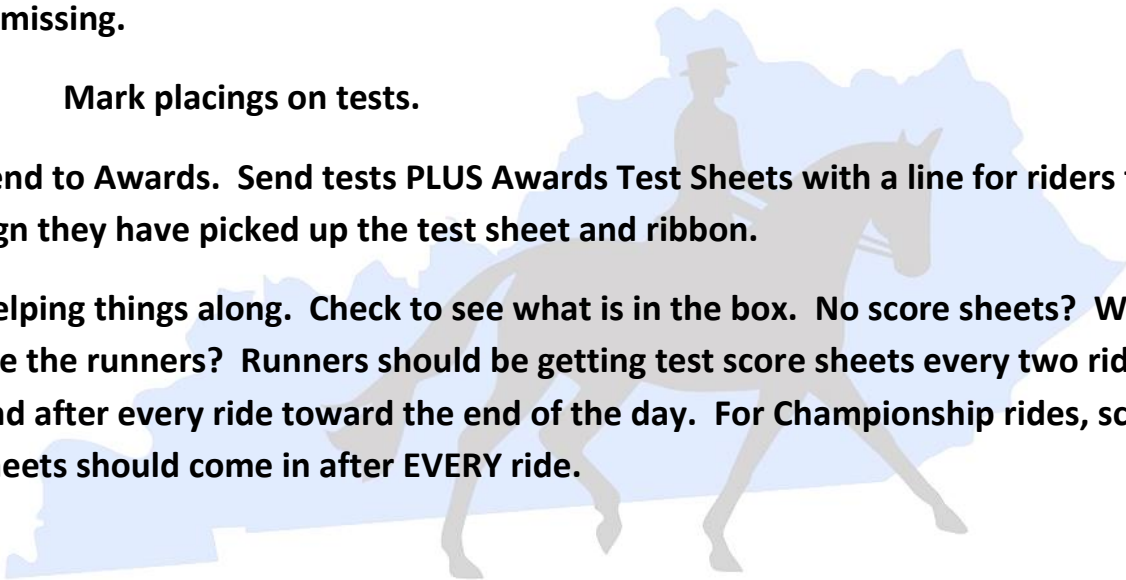 missing.
Mark placings on tests.
end to Awards. Send tests PLUS Awards Test Sheets with a line for riders
gn they have picked up the test sheet and ribbon.
elping things along. Check to see what is in the box. No score sheets? W
e the runners? Runners should be getting test score sheets every two rid
nd after every ride toward the end of the day. For Championship rides, sc
heets should come in after EVERY ride.